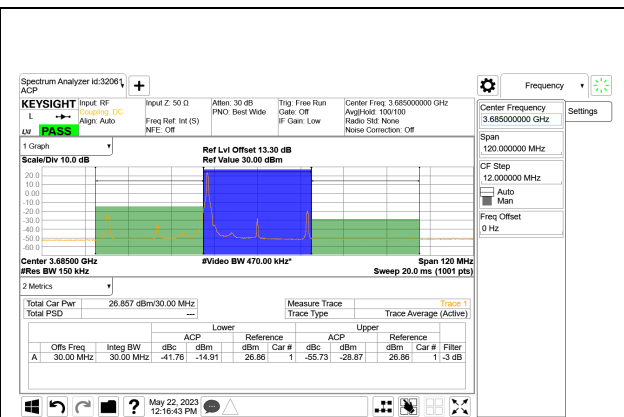 Spectrum Analyzer id:32061
ACP
Frequency
KEYSIGHT
Input: RF
Coupling: DC
Align: Auto
Input Z: 50 Ω
Freq Ref: Int (S)
NFE: Off
Atten: 30 dB
PNO: Best Wide
Trig: Free Run
Gate: Off
IF Gain: Low
Center Freq: 3.685000000 GHz
Avg|Hold: 100/100
Radio Std: None
Noise Correction: Off
L
PASS
Center Frequency
3.685000000 GHz
Settings
Span
120.000000 MHz
CF Step
12.000000 MHz
Auto
Man
Freq Offset
0 Hz
1 Graph
Scale/Div 10.0 dB
Ref Lvl Offset 13.30 dB
Ref Value 30.00 dBm
20.0
10.0
0.00
-10.0
-20.0
-30.0
-40.0
-50.0
-60.0
Center 3.68500 GHz
#Video BW 470.00 kHz*
Span 120 MHz
#Res BW 150 kHz
Sweep 20.0 ms (1001 pts)
2 Metrics
Total Car Pwr 26.857 dBm/30.00 MHz
Total PSD ---
Measure Trace Trace 1
Trace Type Trace Average (Active)
Lower Upper
ACP Reference ACP Reference
Offs Freq Integ BW dBc dBm dBm Car # dBc dBm dBm Car # Filter
A 30.00 MHz 30.00 MHz -41.76 -14.91 26.86 1 -55.73 -28.87 26.86 1 -3 dB
May 22, 2023
12:16:43 PM